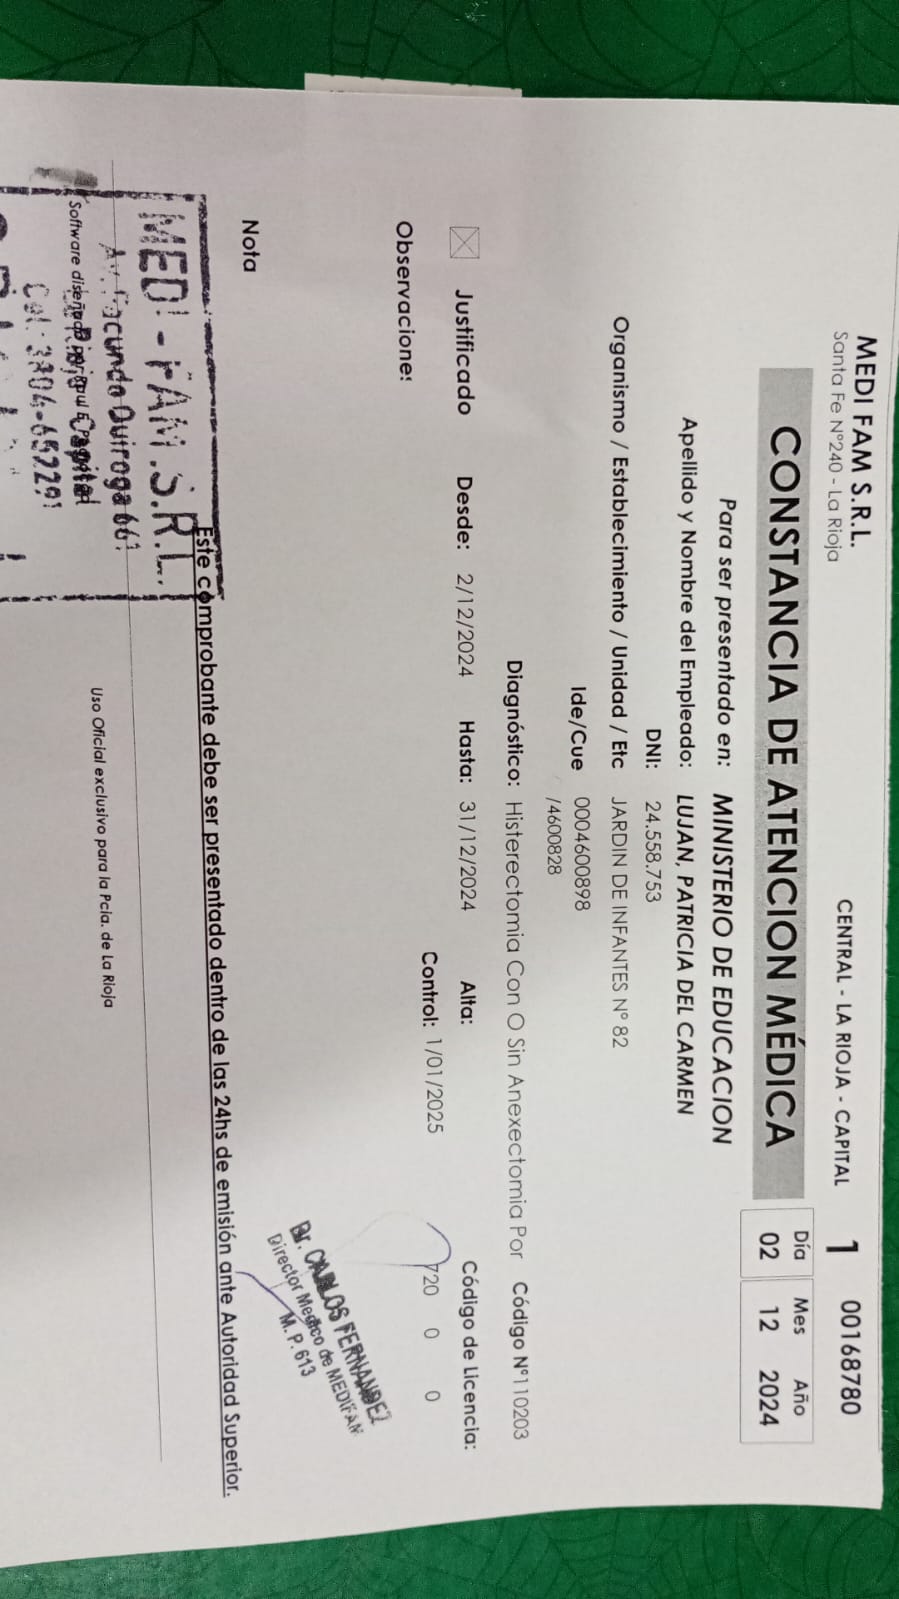 MEDI FAM S.R.L.
Santa Fe N°240 - La Rioja
CENTRAL - LA RIOJA - CAPITAL
1 00168780
CONSTANCIA DE ATENCION MÉDICA
Día Mes Año
02 12 2024
Para ser presentado en: MINISTERIO DE EDUCACION
Apellido y Nombre del Empleado: LUJAN, PATRICIA DEL CARMEN
DNI: 24.558.753
Organismo / Establecimiento / Unidad / Etc JARDIN DE INFANTES N° 82
Ide/Cue 0004600898
/4600828
Diagnóstico: Histerectomia Con O Sin Anexectomia Por Código N°110203
Justificado Desde: 2/12/2024 Hasta: 31/12/2024 Alta: Código de Licencia:
Control: 1/01/2025 720 0 0
Observacione:
Dr. CARLOS FERNANDEZ
Director Medico de MEDIFAN
M. P. 613
Nota
Este comprobante debe ser presentado dentro de las 24hs de emisión ante Autoridad Superior.
MEDI - FAM S.R.L.
Av. Facundo Quiroga 661
Capital
Cel: 3804-652291
Software diseñado por
Uso Oficial exclusivo para la Pcia. de La Rioja